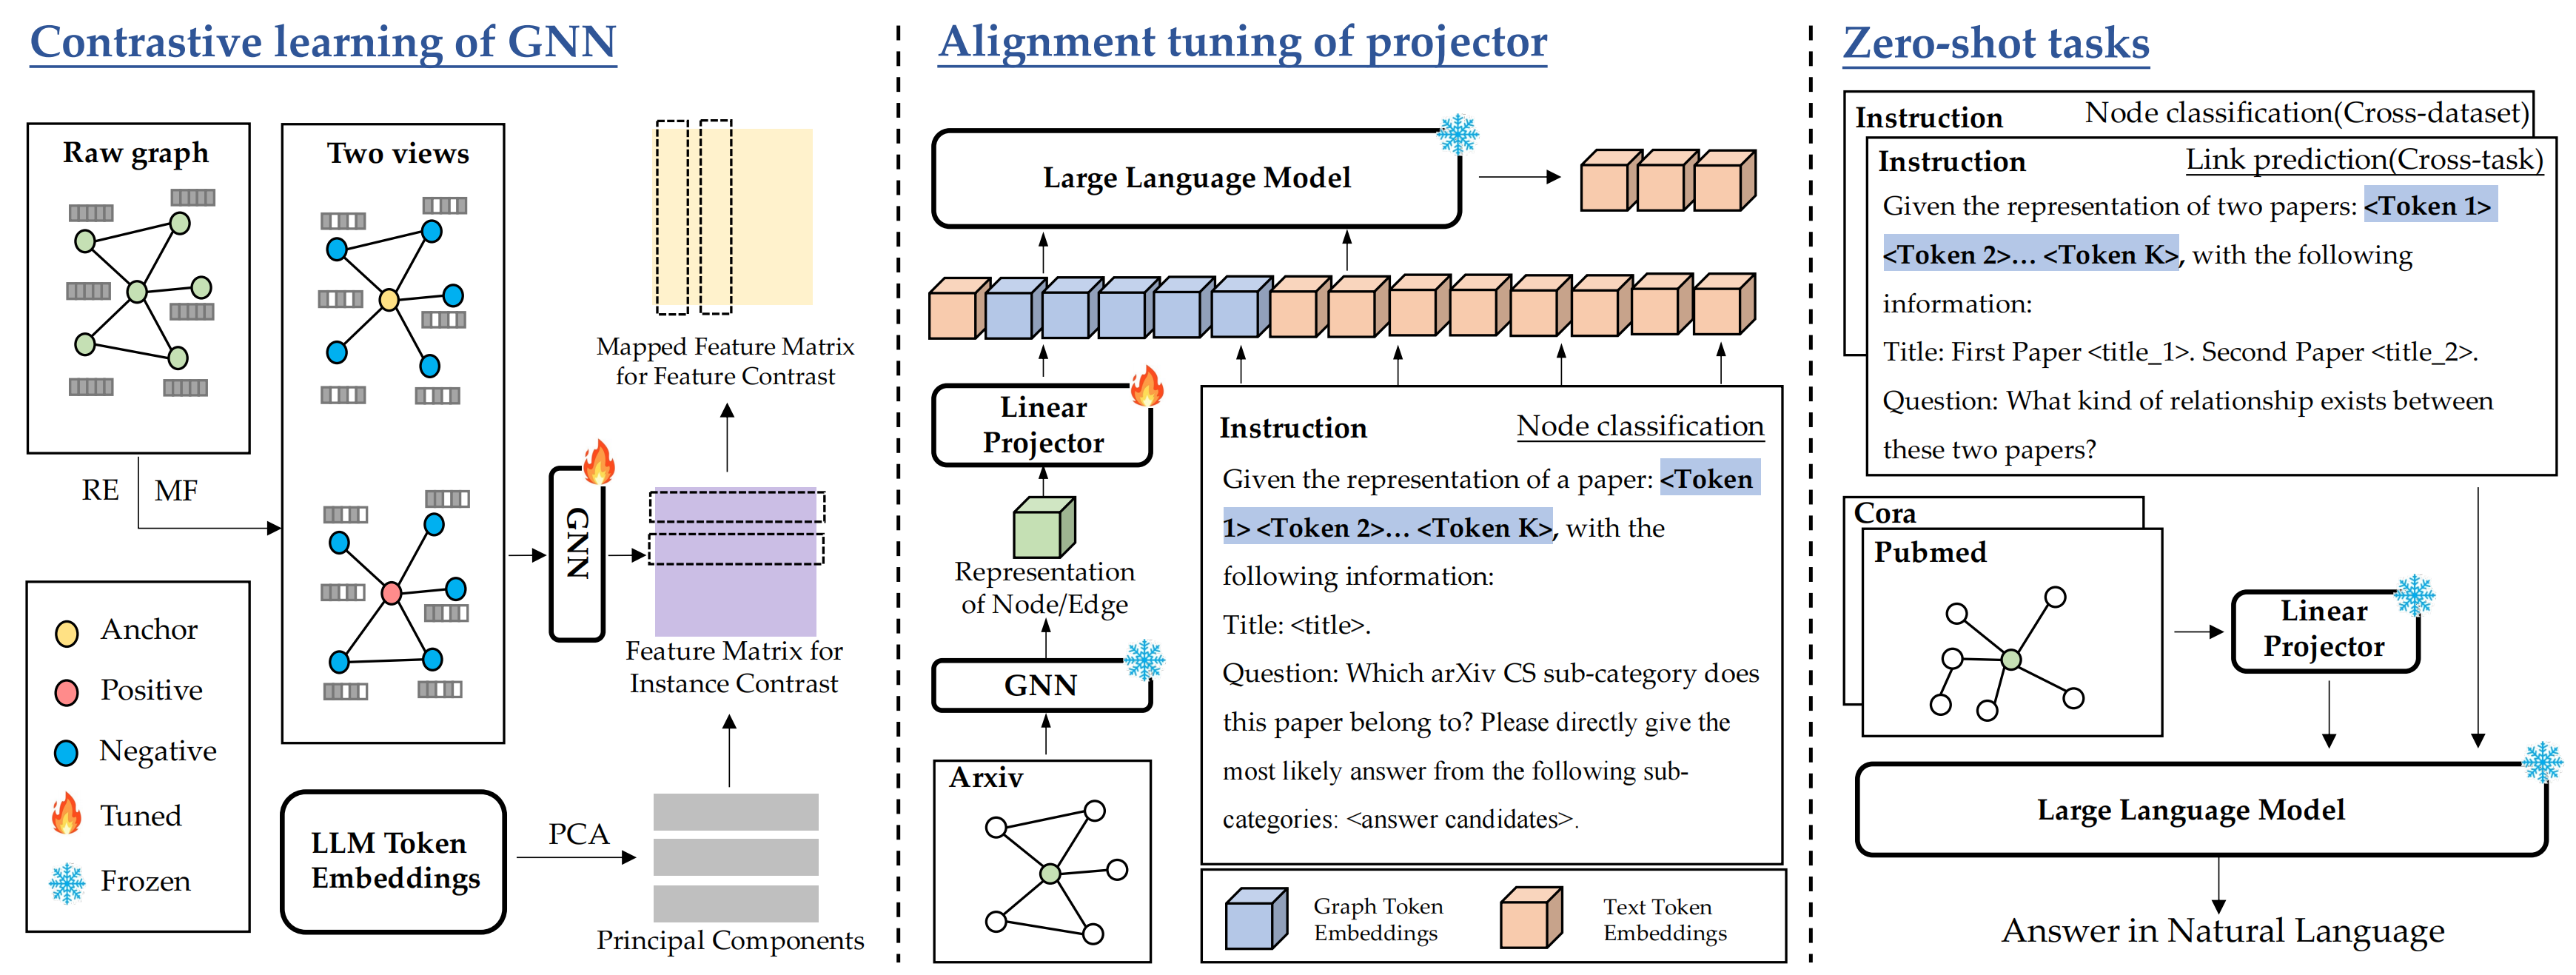 Contrastive learning of GNN
Raw graph
Two views
RE
MF
Anchor
Positive
Negative
Tuned
Frozen
GNN
Mapped Feature Matrix
for Feature Contrast
Feature Matrix for
Instance Contrast
LLM Token
Embeddings
PCA
Principal Components
Alignment tuning of projector
Large Language Model
Linear
Projector
Representation
of Node/Edge
GNN
Arxiv
Instruction
Node classification
Given the representation of a paper: <Token
1> <Token 2>... <Token K>, with the
following information:
Title: <title>.
Question: Which arXiv CS sub-category does
this paper belong to? Please directly give the
most likely answer from the following sub-
categories: <answer candidates>.
Graph Token
Embeddings
Text Token
Embeddings
Zero-shot tasks
Instruction
Node classification(Cross-dataset)
Instruction
Link prediction(Cross-task)
Given the representation of two papers: <Token 1>
<Token 2>... <Token K>, with the following
information:
Title: First Paper <title_1>. Second Paper <title_2>.
Question: What kind of relationship exists between
these two papers?
Cora
Pubmed
Linear
Projector
Large Language Model
Answer in Natural Language